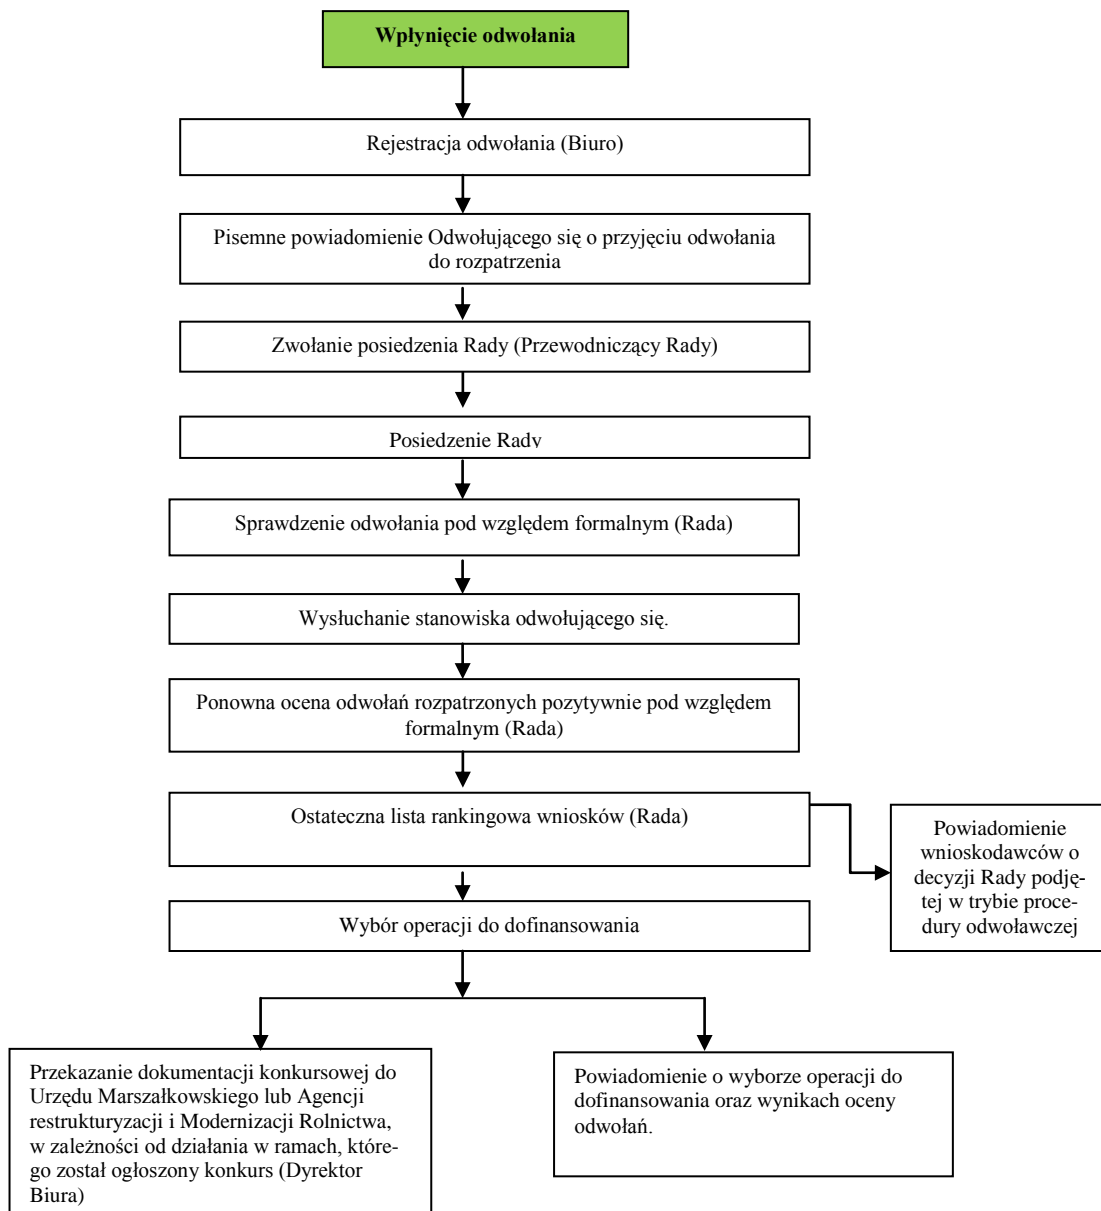 Wpłynięcie odwołania
Rejestracja odwołania (Biuro)
Pisemne powiadomienie Odwołującego się o przyjęciu odwołania
do rozpatrzenia
Zwołanie posiedzenia Rady (Przewodniczący Rady)
Posiedzenie Rady
Sprawdzenie odwołania pod względem formalnym (Rada)
Wysłuchanie stanowiska odwołującego się.
Ponowna ocena odwołań rozpatrzonych pozytywnie pod względem
formalnym (Rada)
Ostateczna lista rankingowa wniosków (Rada)
Powiadomienie
wnioskodawców o
decyzji Rady podję-
tej w trybie proce-
dury odwoławczej
Wybór operacji do dofinansowania
Przekazanie dokumentacji konkursowej do
Urzędu Marszałkowskiego lub Agencji
restrukturyzacji i Modernizacji Rolnictwa,
w zależności od działania w ramach, które-
go został ogłoszony konkurs (Dyrektor
Biura)
Powiadomienie o wyborze operacji do
dofinansowania oraz wynikach oceny
odwołań.